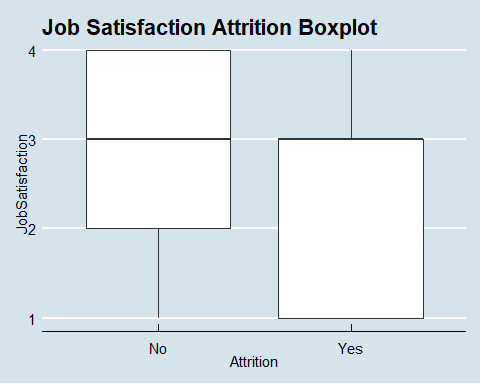 Job Satisfaction Attrition Boxplot
4
3
2
1
JobSatisfaction
No
Yes
Attrition